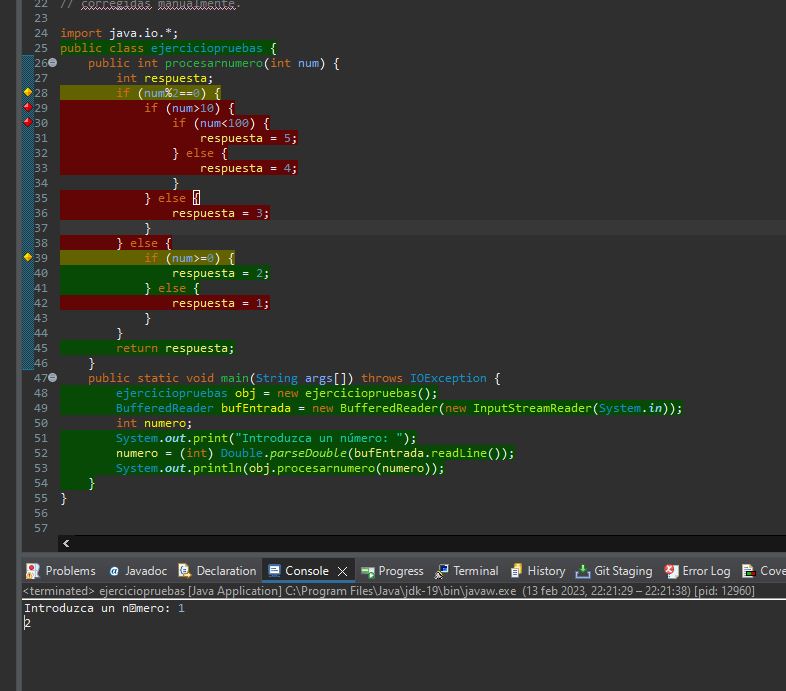 22 // corregidas manualmente.
23
24 import java.io.*;
25 public class ejerciciopruebas {
26 public int procesarnumero(int num) {
27 int respuesta;
28 if (num%2==0) {
29 if (num>10) {
30 if (num<100) {
31 respuesta = 5;
32 } else {
33 respuesta = 4;
34 }
35 } else {
36 respuesta = 3;
37 }
38 } else {
39 if (num>=0) {
40 respuesta = 2;
41 } else {
42 respuesta = 1;
43 }
44 }
45 return respuesta;
46 }
47 public static void main(String args[]) throws IOException {
48 ejerciciopruebas obj = new ejerciciopruebas();
49 BufferedReader bufEntrada = new BufferedReader(new InputStreamReader(System.in));
50 int numero;
51 System.out.print("Introduzca un número: ");
52 numero = (int) Double.parseDouble(bufEntrada.readLine());
53 System.out.println(obj.procesarnumero(numero));
54 }
55 }
56
57
Problems Javadoc Declaration Console Progress Terminal History Git Staging Error Log Cove
<terminated> ejerciciopruebas [Java Application] C:\Program Files\Java\jdk-19\bin\javaw.exe (13 feb 2023, 22:21:29 – 22:21:38) [pid: 12960]
Introduzca un n�mero: 1
2